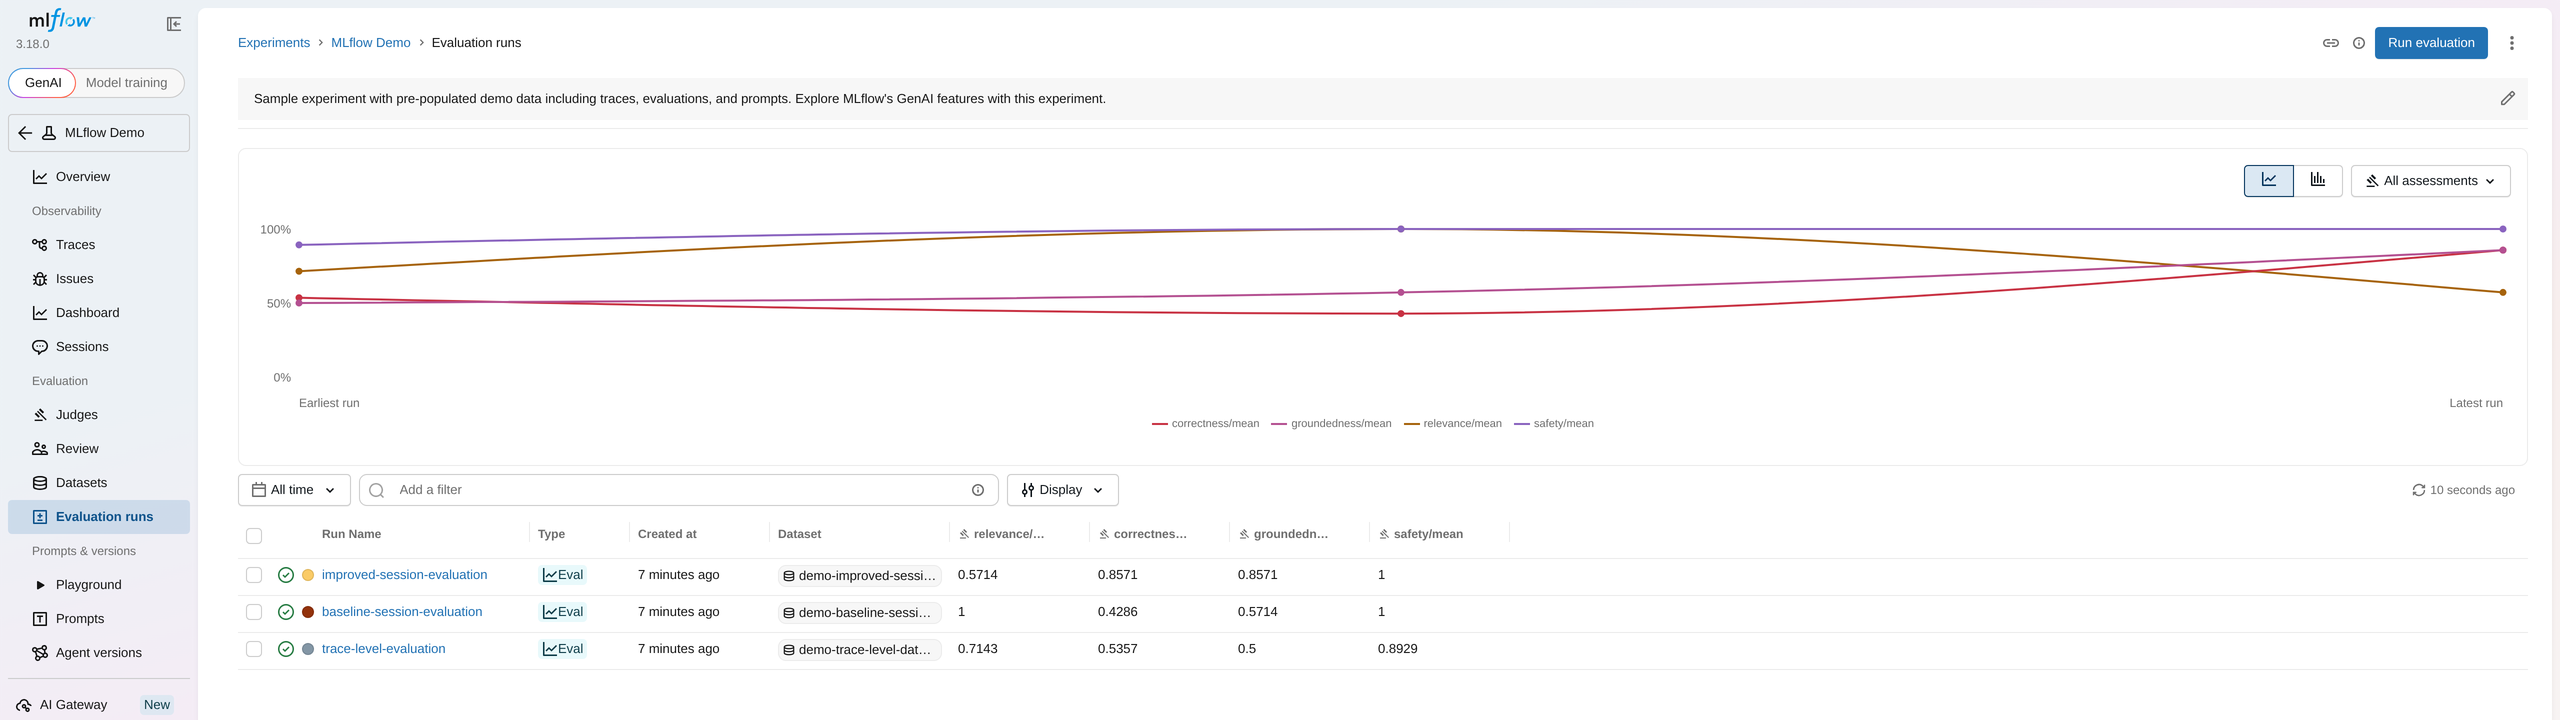 mlflow
3.18.0
GenAI Model training
MLflow Demo
Overview
Observability
Traces
Issues
Dashboard
Sessions
Evaluation
Judges
Review
Datasets
Evaluation runs
Prompts & versions
Playground
Prompts
Agent versions
AI Gateway New
Experiments > MLflow Demo > Evaluation runs
Run evaluation
Sample experiment with pre-populated demo data including traces, evaluations, and prompts. Explore MLflow's GenAI features with this experiment.
All assessments
100%
50%
0%
Earliest run Latest run
correctness/mean groundedness/mean relevance/mean safety/mean
All time Add a filter Display 10 seconds ago
Run Name Type Created at Dataset relevance/… correctnes… groundedn… safety/mean
improved-session-evaluation Eval 7 minutes ago demo-improved-sessi… 0.5714 0.8571 0.8571 1
baseline-session-evaluation Eval 7 minutes ago demo-baseline-sessi… 1 0.4286 0.5714 1
trace-level-evaluation Eval 7 minutes ago demo-trace-level-dat… 0.7143 0.5357 0.5 0.8929